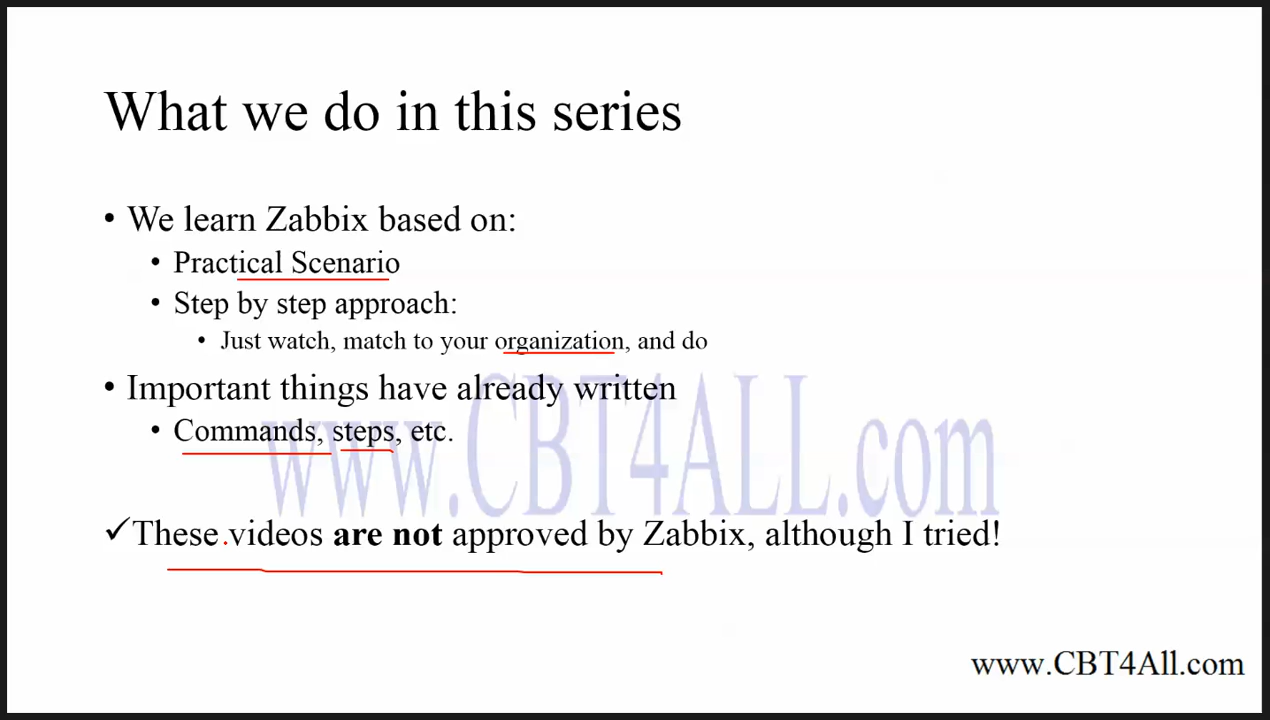 What we do in this series
• We learn Zabbix based on:
• Practical Scenario
• Step by step approach:
• Just watch, match to your organization, and do
• Important things have already written
• Commands, steps, etc.
www.CBT4ALL.com
✓These videos are not approved by Zabbix, although I tried!
www.CBT4All.com